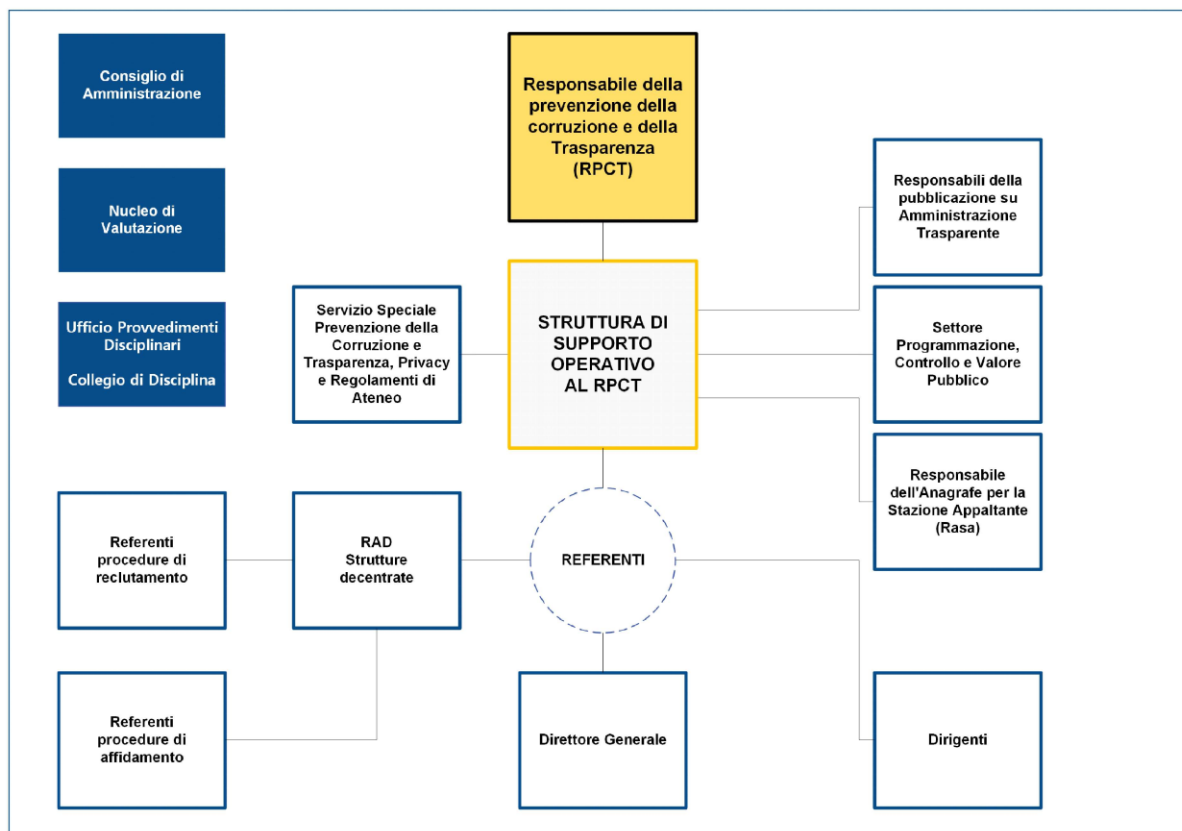 Consiglio di
Amministrazione
Responsabile della
prevenzione della
corruzione e della
Trasparenza
(RPCT)
Nucleo di
Valutazione
Responsabili della
pubblicazione su
Amministrazione
Trasparente
Ufficio Provvedimenti
Disciplinari
Collegio di Disciplina
Servizio Speciale
Prevenzione della
Corruzione e
Trasparenza, Privacy
e Regolamenti di
Ateneo
STRUTTURA DI
SUPPORTO
OPERATIVO
AL RPCT
Settore
Programmazione,
Controllo e Valore
Pubblico
Responsabile
dell'Anagrafe per la
Stazione Appaltante
(Rasa)
Referenti
procedure di
reclutamento
RAD
Strutture
decentrate
REFERENTI
Referenti
procedure di
affidamento
Direttore Generale
Dirigenti